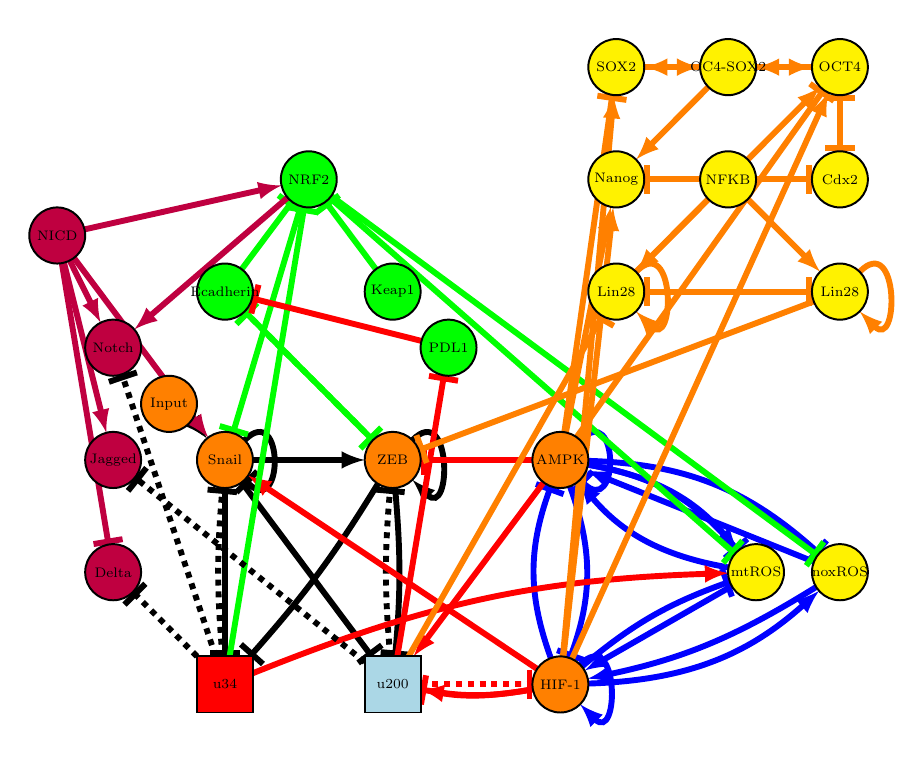 SOX2
OC4-SOX2
OCT4
NRF2
Nanog
NFKB
Cdx2
NICD
Ecadherin
Keap1
Lin28
Lin28
Notch
PDL1
Input
Jagged
Snail
ZEB
AMPK
Delta
mtROS
noxROS
u34
u200
HIF-1